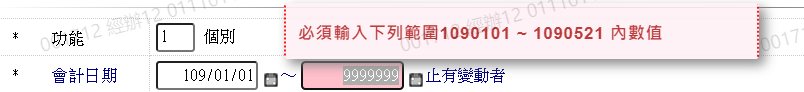 必須輸入下列範圍1090101 ~ 1090521 內數值
* 功能 1 個別
* 會計日期 109/01/01 ～ 9999999 止有變動者